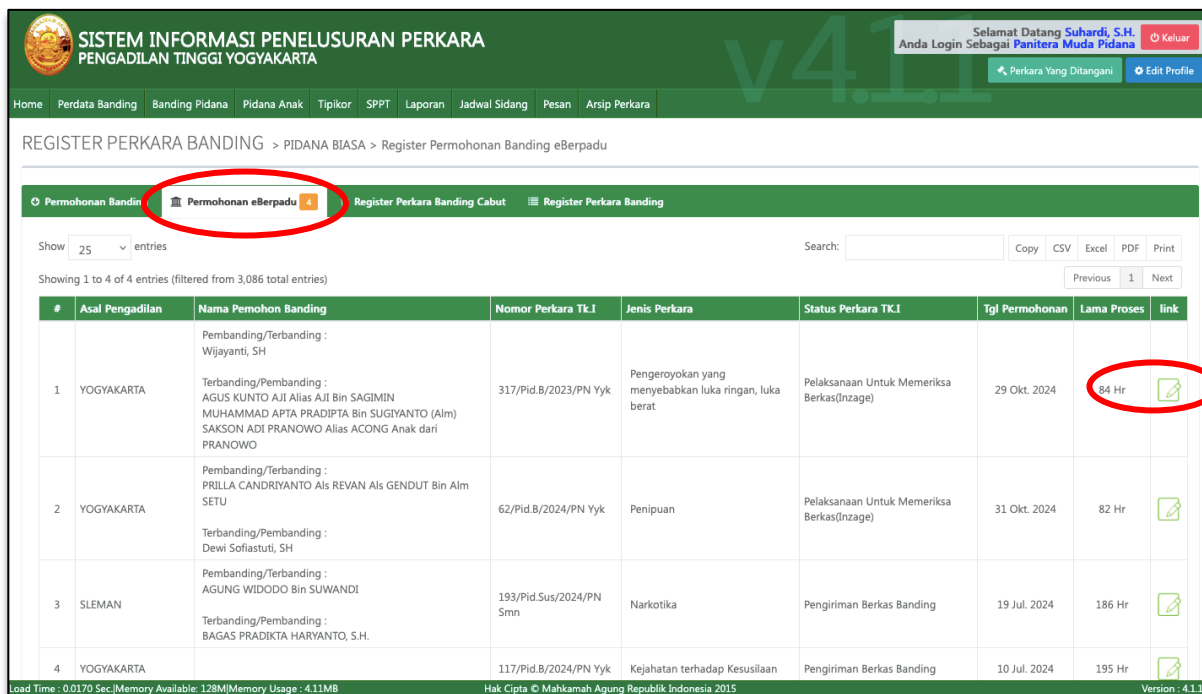 SISTEM INFORMASI PENELUSURAN PERKARA
PENGADILAN TINGGI YOGYAKARTA
v4.1.1
Selamat Datang Suhardi, S.H.
Anda Login Sebagai Panitera Muda Pidana
Keluar
Perkara Yang Ditangani
Edit Profile
Home Perdata Banding Banding Pidana Pidana Anak Tipikor SPPT Laporan Jadwal Sidang Pesan Arsip Perkara
REGISTER PERKARA BANDING > PIDANA BIASA > Register Permohonan Banding eBerpadu
Permohonan Banding Permohonan eBerpadu 4 Register Perkara Banding Cabut Register Perkara Banding
Show 25 entries
Search:
Copy CSV Excel PDF Print
Showing 1 to 4 of 4 entries (filtered from 3,086 total entries)
Previous 1 Next
# Asal Pengadilan Nama Pemohon Banding Nomor Perkara Tk.I Jenis Perkara Status Perkara TK.I Tgl Permohonan Lama Proses link
1 YOGYAKARTA
Pembanding/Terbanding :
Wijayanti, SH
Terbanding/Pembanding :
AGUS KUNTO AJI Alias AJI Bin SAGIMIN
MUHAMMAD APTA PRADIPTA Bin SUGIYANTO (Alm)
SAKSON ADI PRANOWO Alias ACONG Anak dari
PRANOWO
317/Pid.B/2023/PN Yyk
Pengeroyokan yang
menyebabkan luka ringan, luka
berat
Pelaksanaan Untuk Memeriksa
Berkas(Inzage)
29 Okt. 2024
84 Hr
2 YOGYAKARTA
Pembanding/Terbanding :
PRILLA CANDRIYANTO Als REVAN Als GENDUT Bin Alm
SETU
Terbanding/Pembanding :
Dewi Sofiastuti, SH
62/Pid.B/2024/PN Yyk
Penipuan
Pelaksanaan Untuk Memeriksa
Berkas(Inzage)
31 Okt. 2024
82 Hr
3 SLEMAN
Pembanding/Terbanding :
AGUNG WIDODO Bin SUWANDI
Terbanding/Pembanding :
BAGAS PRADIKTA HARYANTO, S.H.
193/Pid.Sus/2024/PN
Smn
Narkotika
Pengiriman Berkas Banding
19 Jul. 2024
186 Hr
4 YOGYAKARTA
117/Pid.B/2024/PN Yyk
Kejahatan terhadap Kesusilaan
Pengiriman Berkas Banding
10 Jul. 2024
195 Hr
Load Time : 0.0170 Sec.|Memory Available: 128M|Memory Usage : 4.11MB
Hak Cipta © Mahkamah Agung Republik Indonesia 2015
Version : 4.1.1